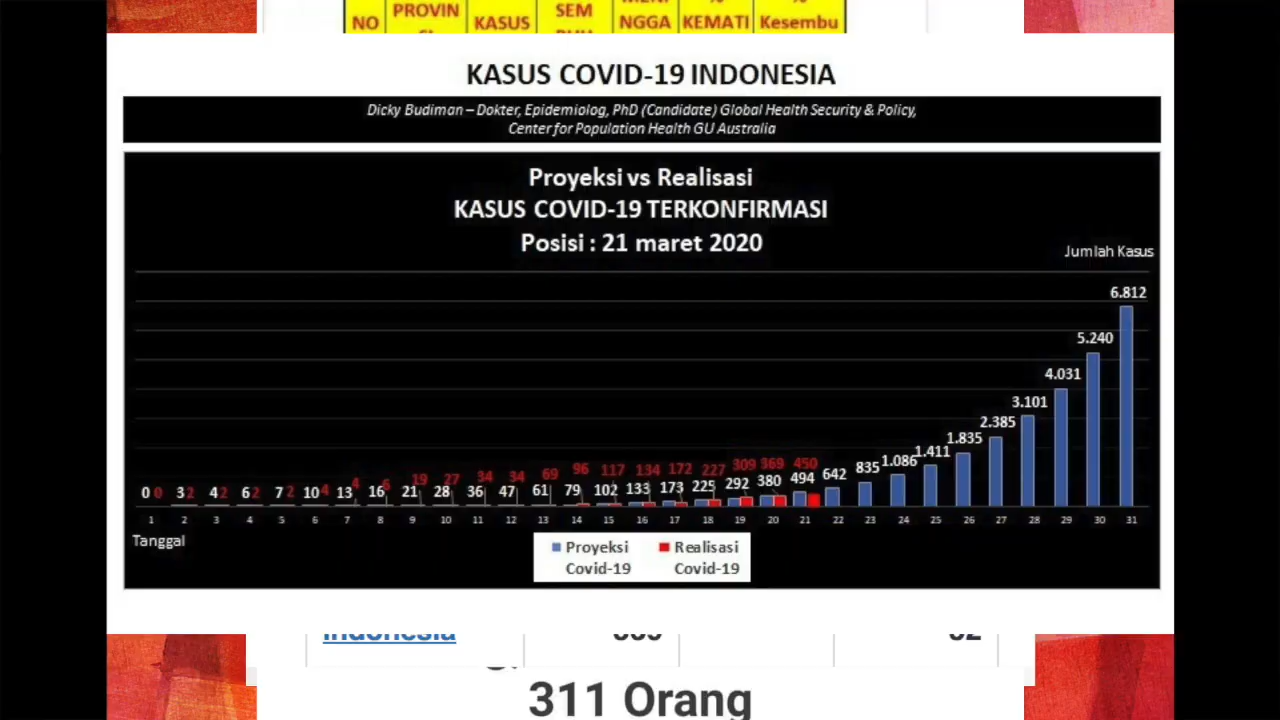 NO PROVIN KASUS SEM NGGA KEMATI Kesembu
KASUS COVID-19 INDONESIA
Dicky Budiman – Dokter, Epidemiolog, PhD (Candidate) Global Health Security & Policy,
Center for Population Health GU Australia
Proyeksi vs Realisasi
KASUS COVID-19 TERKONFIRMASI
Posisi : 21 maret 2020
Jumlah Kasus
6.812
5.240
4.031
3.101
2.385
1.835
1.411
1.086
835
642
4 6 19 27 34 34 69 96 117 134 172 227 309 369 450
0 0 3 2 4 2 6 2 7 2 10 4 13 16 21 28 36 47 61 79 102 133 173 225 292 380 494
1 2 3 4 5 6 7 8 9 10 11 12 13 14 15 16 17 18 19 20 21 22 23 24 25 26 27 28 29 30 31
Tanggal
Proyeksi Realisasi
Covid-19 Covid-19
Indonesia
311 Orang